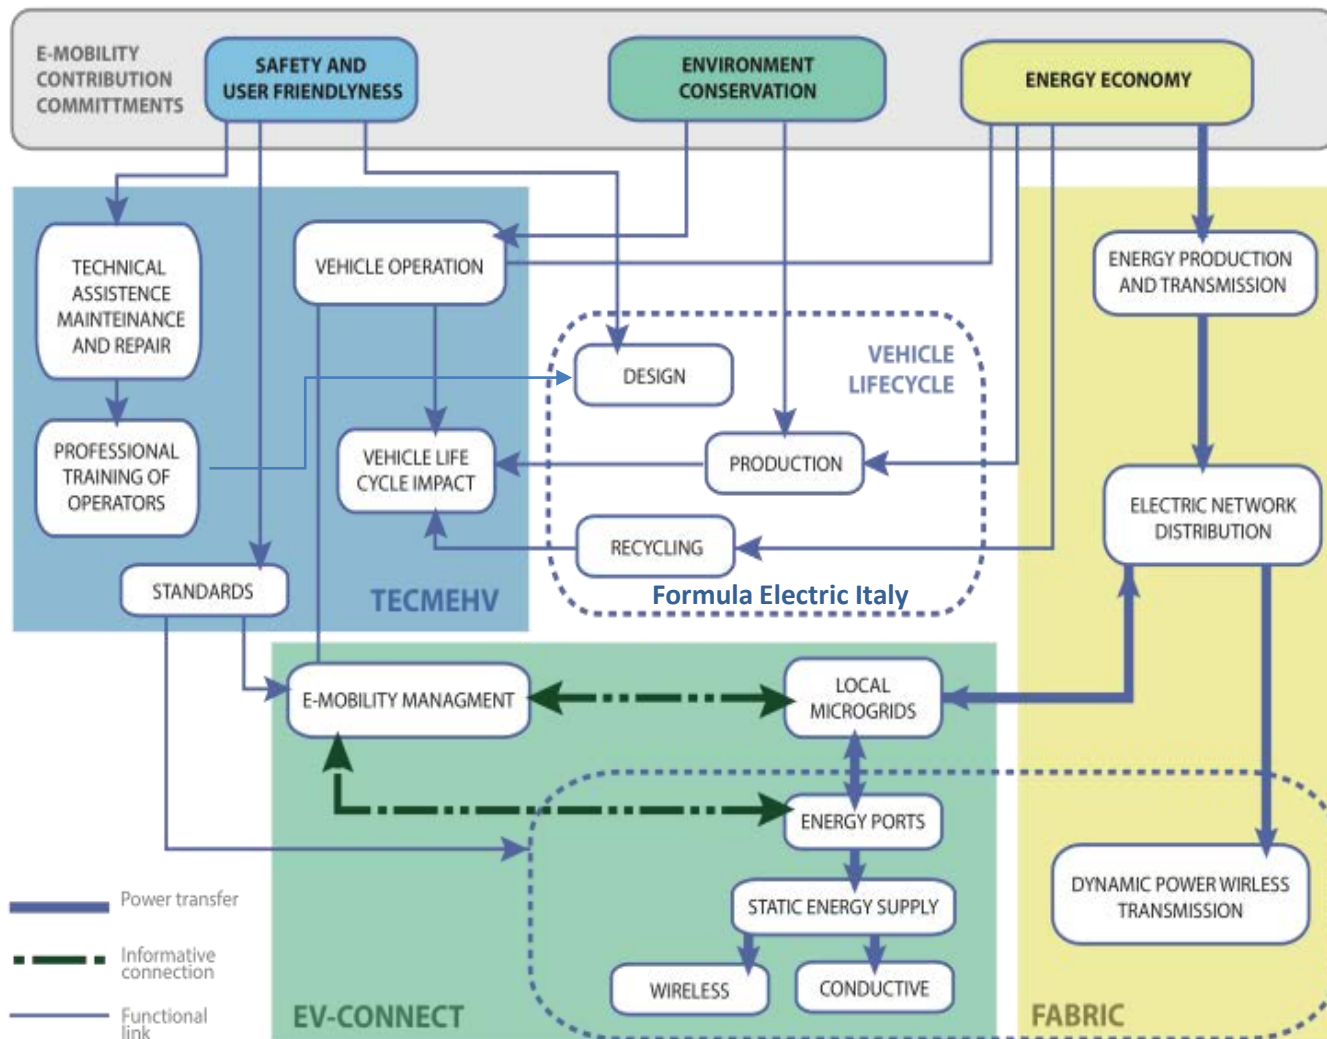 E-MOBILITY
CONTRIBUTION
COMMITTMENTS
SAFETY AND
USER FRIENDLYNESS
ENVIRONMENT
CONSERVATION
ENERGY ECONOMY
TECHNICAL
ASSISTENCE
MAINTEINANCE
AND REPAIR
VEHICLE OPERATION
ENERGY PRODUCTION
AND TRANSMISSION
DESIGN
VEHICLE
LIFECYCLE
PROFESSIONAL
TRAINING OF
OPERATORS
VEHICLE LIFE
CYCLE IMPACT
PRODUCTION
ELECTRIC NETWORK
DISTRIBUTION
RECYCLING
STANDARDS
TECMEHV
Formula Electric Italy
E-MOBILITY MANAGMENT
LOCAL
MICROGRIDS
ENERGY PORTS
STATIC ENERGY SUPPLY
DYNAMIC POWER WIRLESS
TRANSMISSION
WIRELESS
CONDUCTIVE
EV-CONNECT
FABRIC
Power transfer
Informative
connection
Functional
link